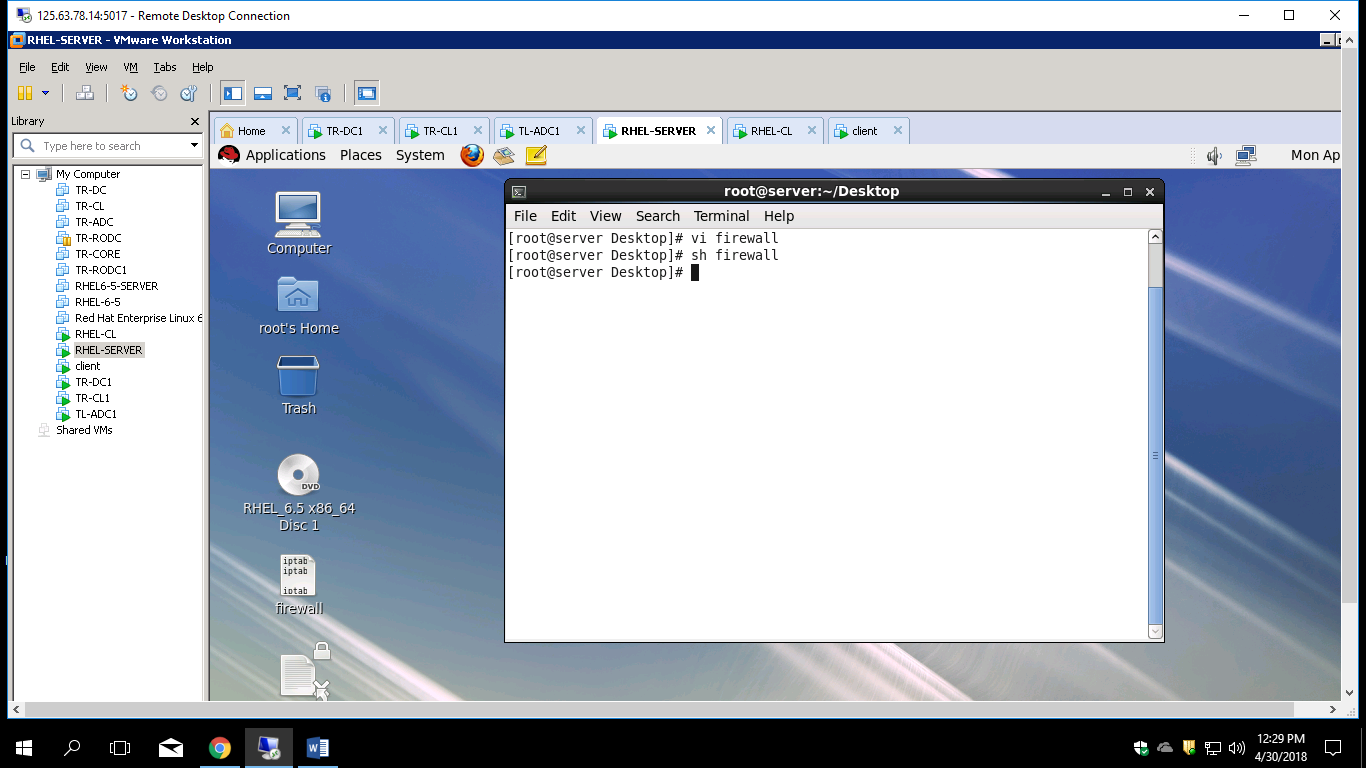 125.63.78.14:5017 - Remote Desktop Connection
RHEL-SERVER - VMware Workstation
File Edit View VM Tabs Help
Library
Type here to search
My Computer
TR-DC
TR-CL
TR-ADC
TR-RODC
TR-CORE
TR-RODC1
RHEL6-5-SERVER
RHEL-6-5
Red Hat Enterprise Linux 6
RHEL-CL
RHEL-SERVER
client
TR-DC1
TR-CL1
TL-ADC1
Shared VMs
Home TR-DC1 TR-CL1 TL-ADC1 RHEL-SERVER RHEL-CL client
Applications Places System Mon Ap
Computer
root's Home
Trash
DVD
RHEL_6.5 x86_64
Disc 1
iptab
iptab
iptab
firewall
root@server:~/Desktop
File Edit View Search Terminal Help
[root@server Desktop]# vi firewall
[root@server Desktop]# sh firewall
[root@server Desktop]#
12:29 PM
4/30/2018